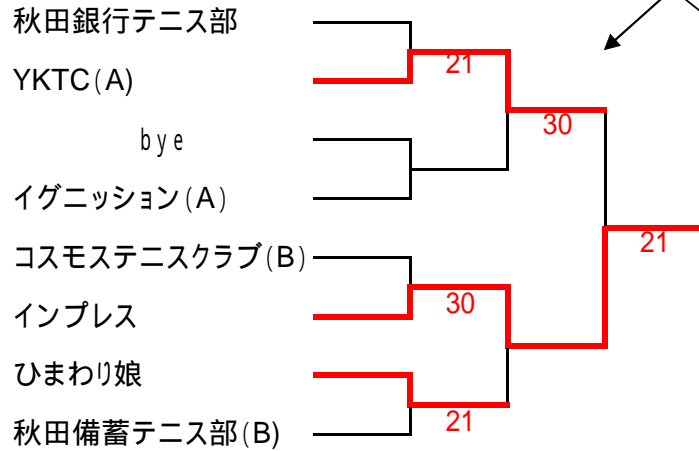 秋田銀行テニス部
21
YKTC(A)
30
bye
イグニッション(A)
21
コスモステニスクラブ(B)
30
インプレス
ひまわり娘
21
秋田備蓄テニス部(B)